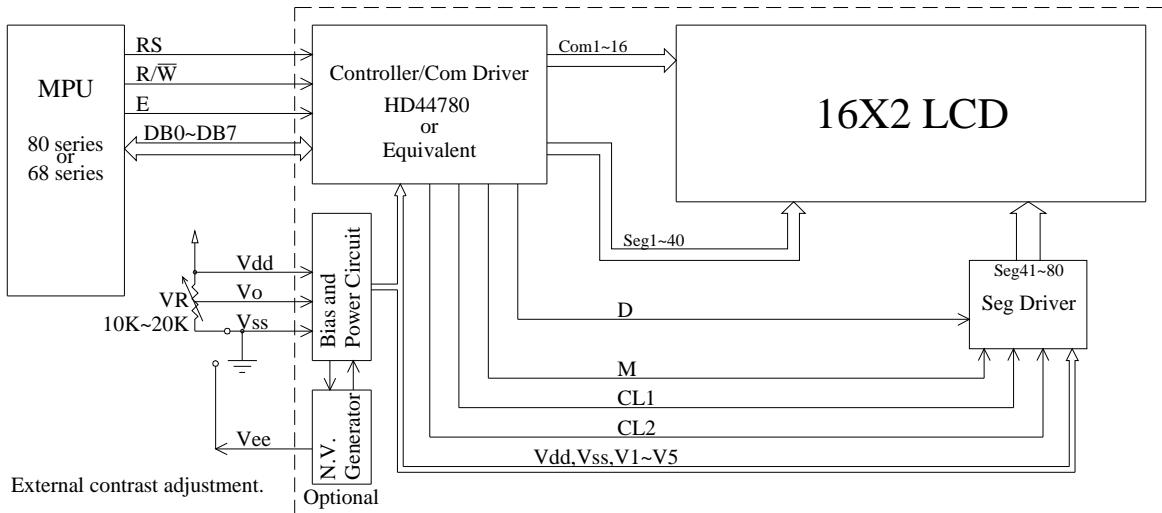 MPU
80 series
or
68 series
RS
R/W̅
E
DB0~DB7
Controller/Com Driver
HD44780
or
Equivalent
Com1~16
16X2 LCD
Seg1~40
Seg41~80
Seg Driver
Vdd
Vo
Vss
VR
10K~20K
Bias and
Power Circuit
D
M
CL1
CL2
Vdd,Vss,V1~V5
N.V.
Generator
Vee
External contrast adjustment.
Optional